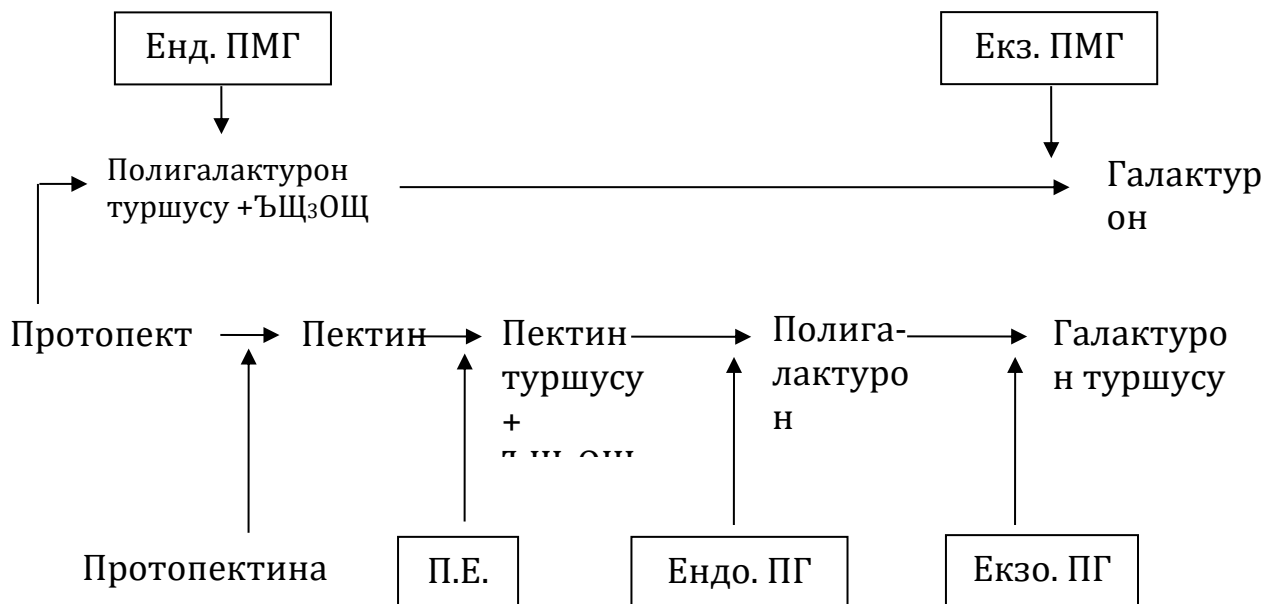 Енд. ПМГ
Екз. ПМГ
Полигалактурон
туршусу +ЪЩ₃ОЩ
Галактур
он
Протопект
Пектин
Пектин
туршусу
+
Полига-
лактуро
н
Галактуро
н туршусу
Протопектина
П.Е.
Ендо. ПГ
Екзо. ПГ